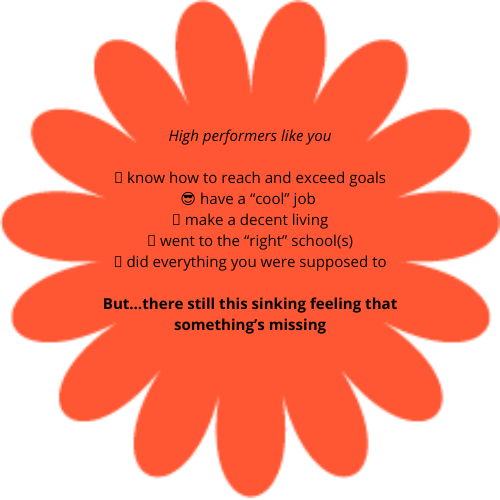 High performers like you
▯ know how to reach and exceed goals
😎 have a “cool” job
▯ make a decent living
▯ went to the “right” school(s)
▯ did everything you were supposed to
But...there still this sinking feeling that
something’s missing